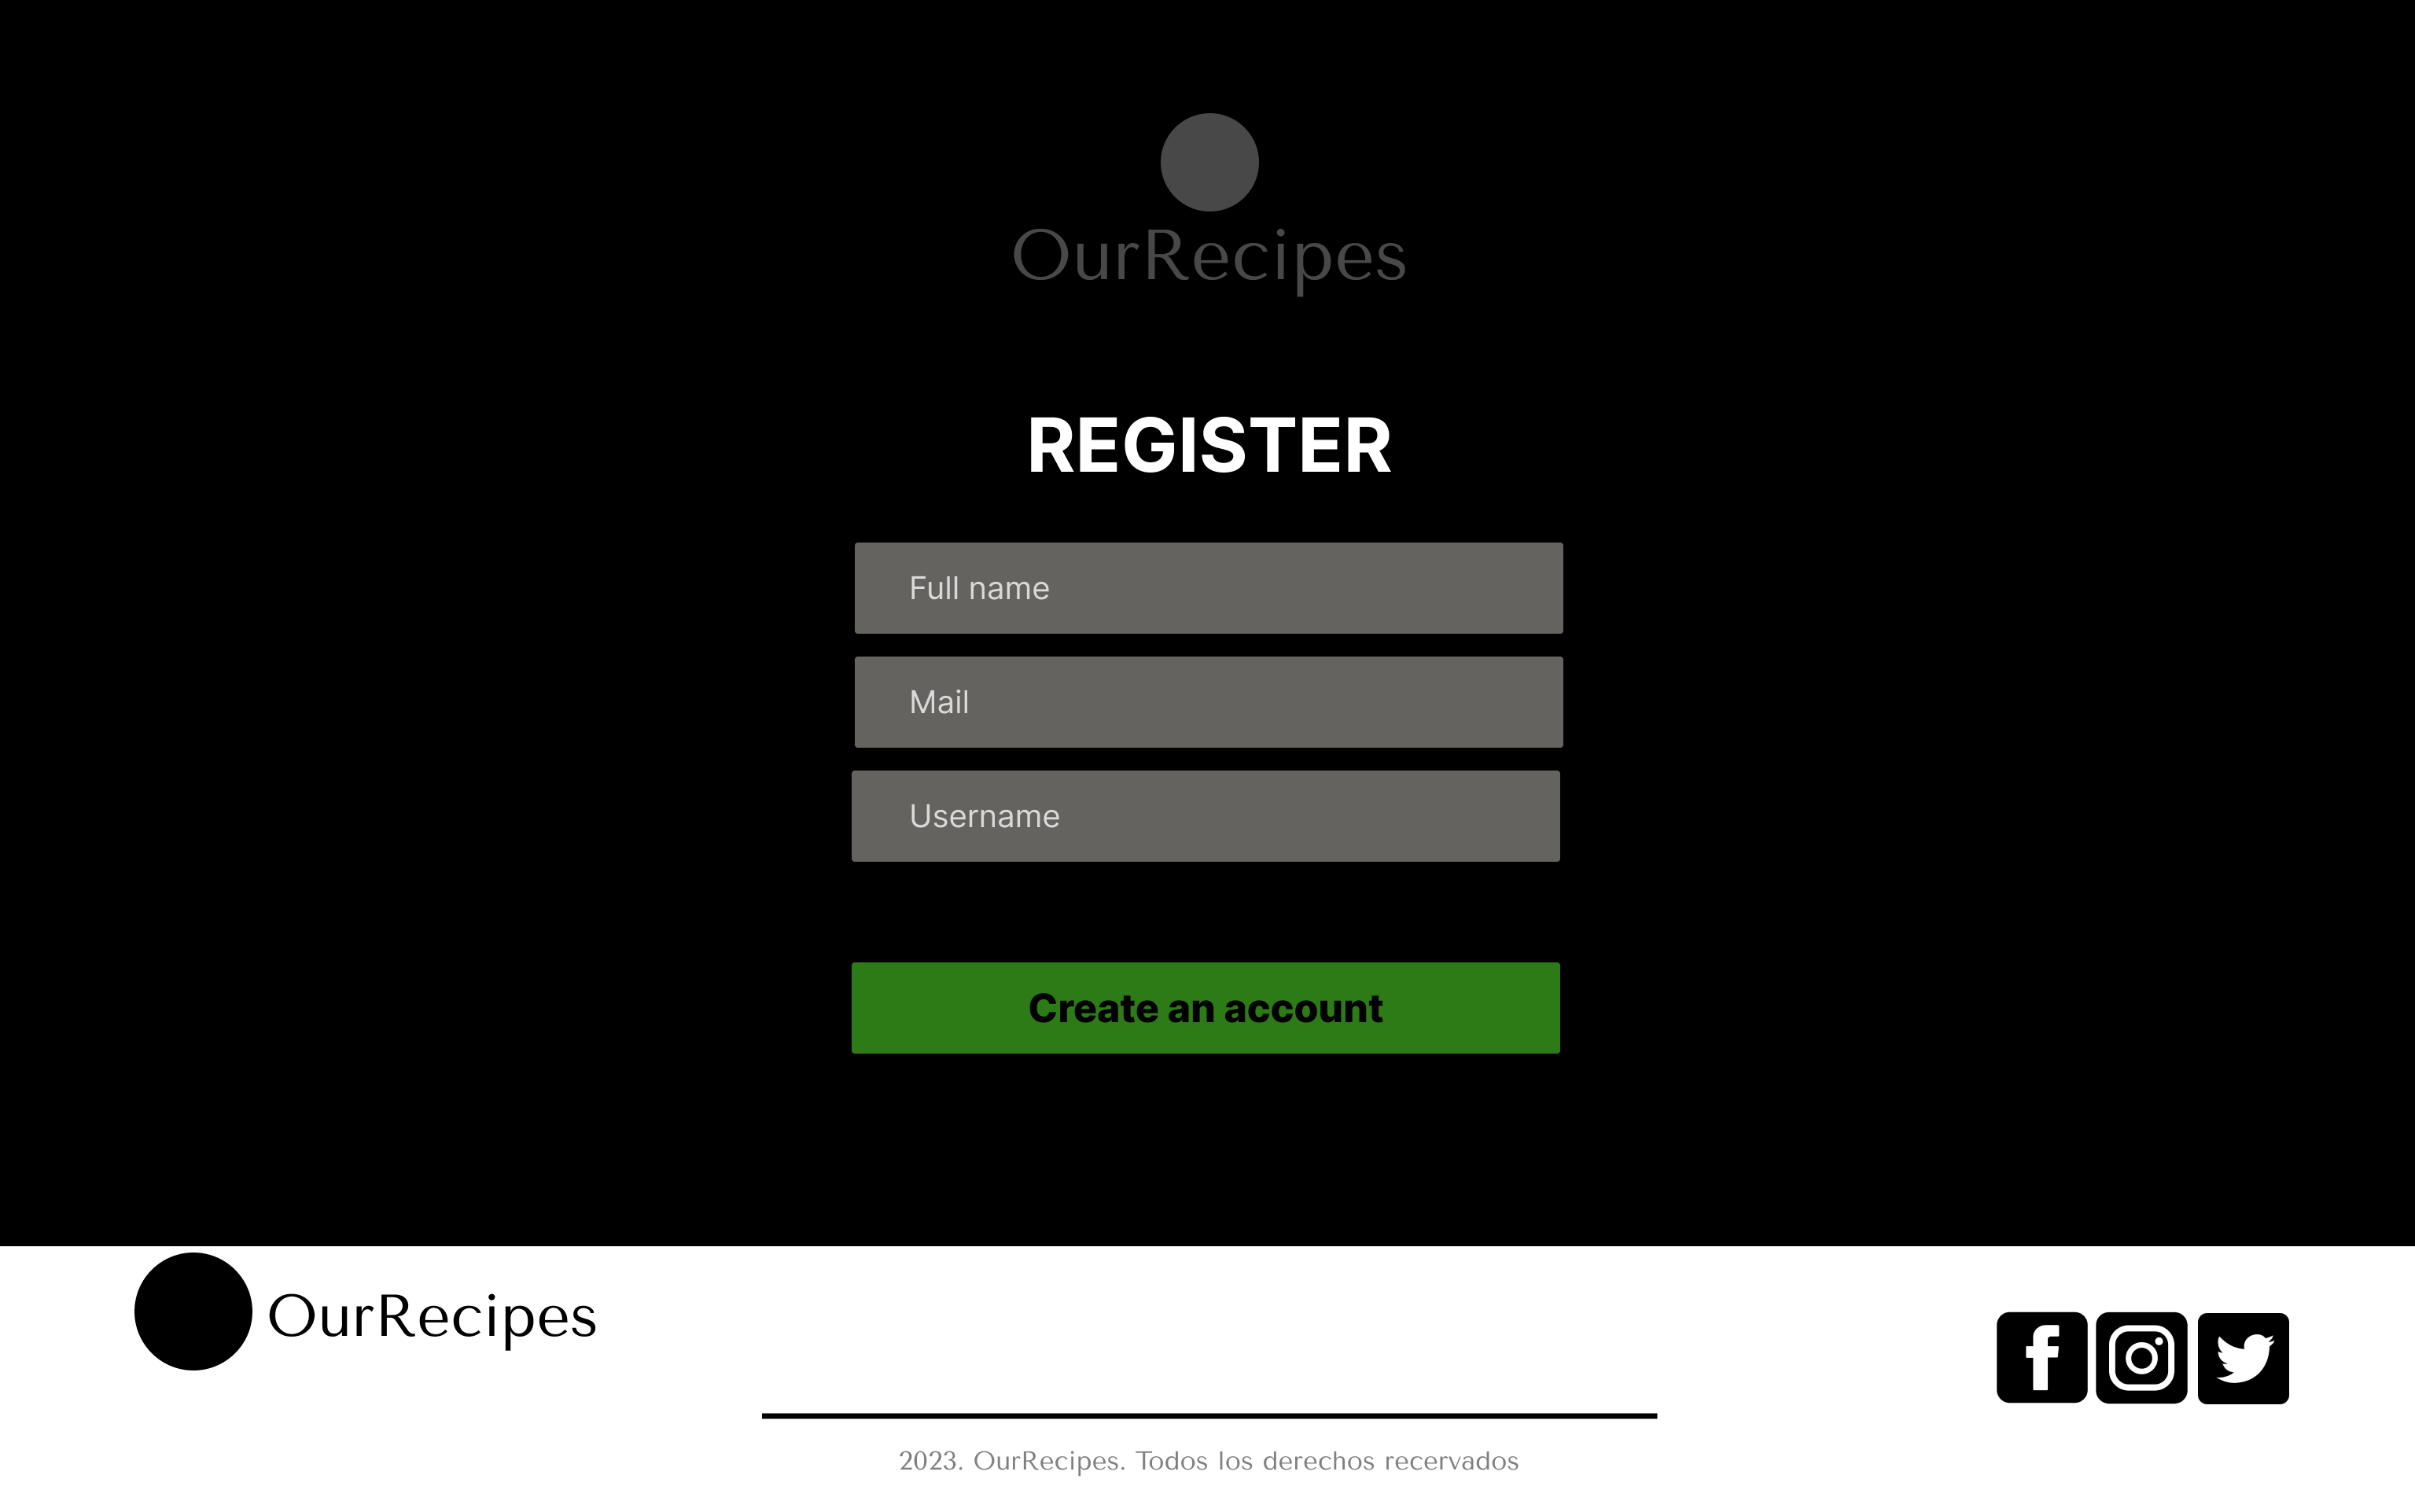 OurRecipes
REGISTER
Full name
Mail
Username
Create an account
OurRecipes
2023. OurRecipes. Todos los derechos recervados